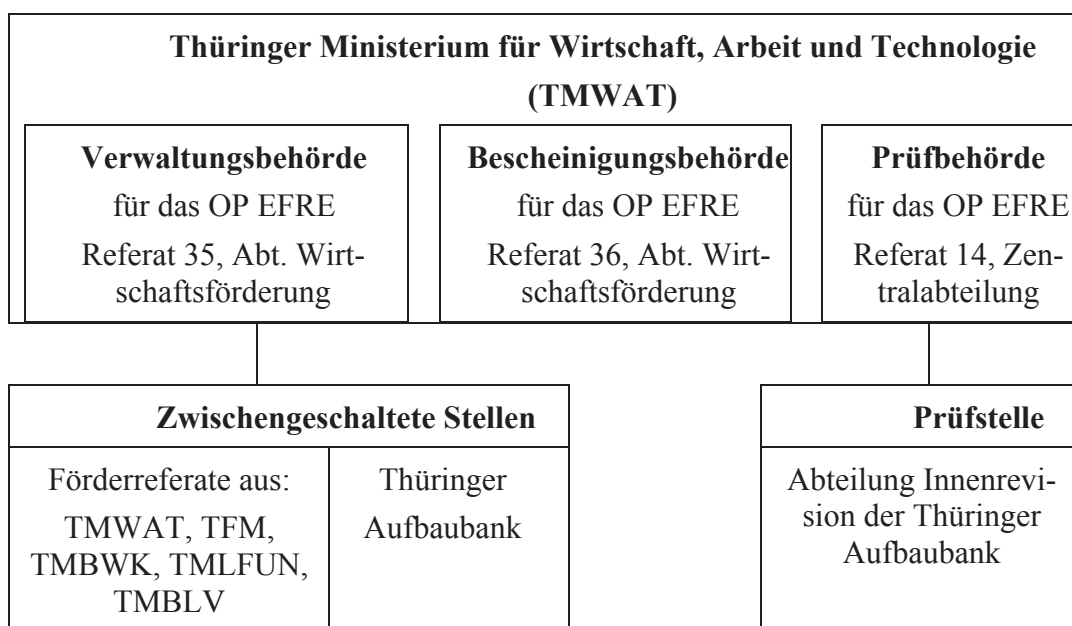 Thüringer Ministerium für Wirtschaft, Arbeit und Technologie
(TMWAT)
Verwaltungsbehörde
für das OP EFRE
Referat 35, Abt. Wirt-
schaftsförderung
Bescheinigungsbehörde
für das OP EFRE
Referat 36, Abt. Wirt-
schaftsförderung
Prüfbehörde
für das OP EFRE
Referat 14, Zen-
tralabteilung
Zwischengeschaltete Stellen
Förderreferate aus:
TMWAT, TFM,
TMBWK, TMLFUN,
TMBLV
Thüringer
Aufbaubank
Prüfstelle
Abteilung Innenrevi-
sion der Thüringer
Aufbaubank